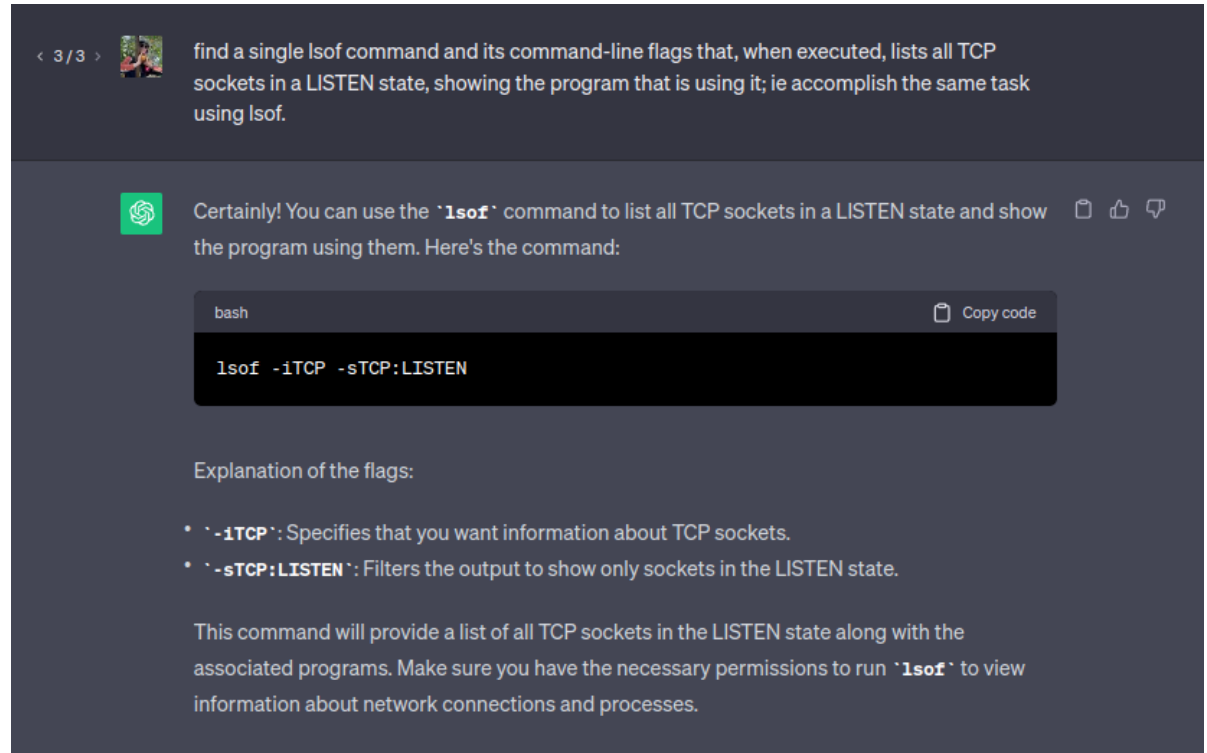 < 3/3 >
find a single lsof command and its command-line flags that, when executed, lists all TCP
sockets in a LISTEN state, showing the program that is using it; ie accomplish the same task
using lsof.
Certainly! You can use the `lsof` command to list all TCP sockets in a LISTEN state and show
the program using them. Here's the command:
bash
Copy code
lsof -iTCP -sTCP:LISTEN
Explanation of the flags:
• `-iTCP`: Specifies that you want information about TCP sockets.
• `-sTCP:LISTEN`: Filters the output to show only sockets in the LISTEN state.
This command will provide a list of all TCP sockets in the LISTEN state along with the
associated programs. Make sure you have the necessary permissions to run `lsof` to view
information about network connections and processes.